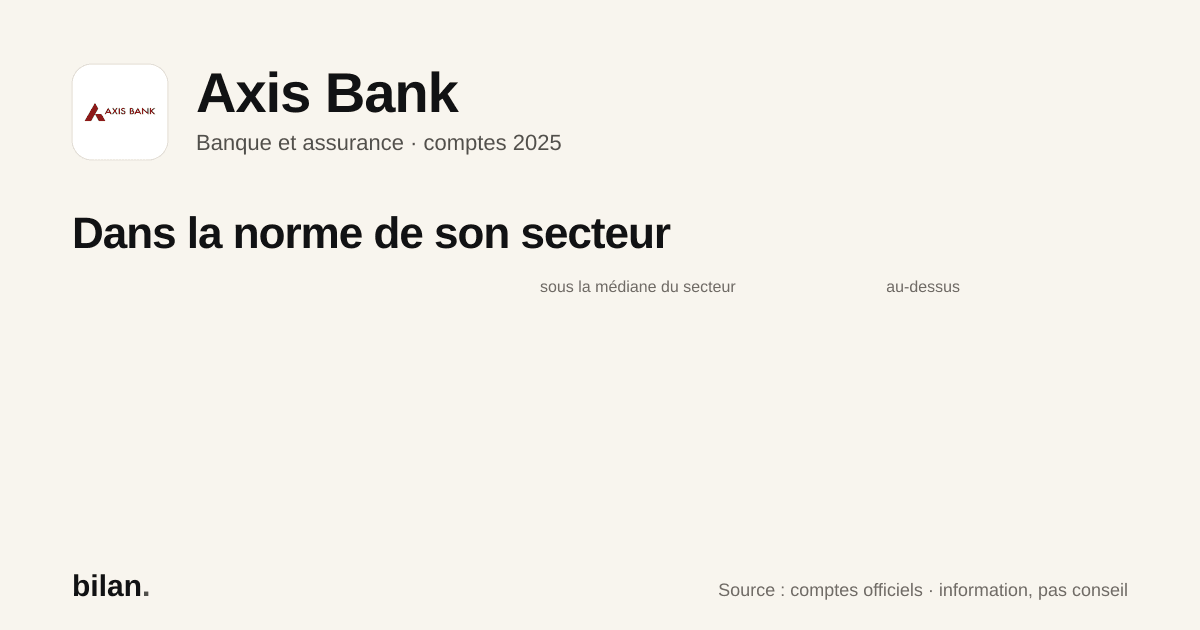 AXIS BANK
Axis Bank
Banque et assurance · comptes 2025
Dans la norme de son secteur
sous la médiane du secteur
au-dessus
bilan.
Source : comptes officiels · information, pas conseil